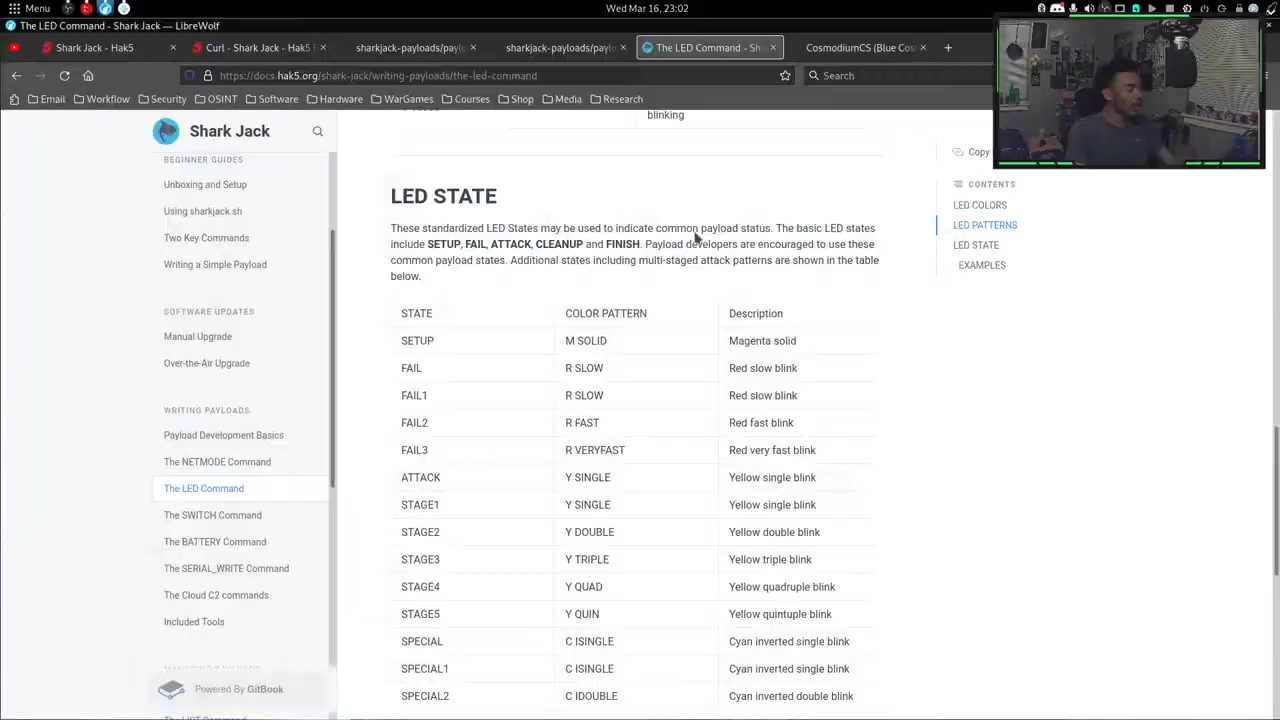 Menu
Wed Mar 16, 23:02
The LED Command - Shark Jack — LibreWolf
Shark Jack - Hak5
Curl - Shark Jack - Hak5
sharkjack-payloads/paylo
sharkjack-payloads/paylo
The LED Command - Sh
CosmodiumCS (Blue Cos
https://docs.hak5.org/shark-jack/writing-payloads/the-led-command
Search
Email
Workflow
Security
OSINT
Software
Hardware
WarGames
Courses
Shop
Media
Research
Shark Jack
BEGINNER GUIDES
Unboxing and Setup
Using sharkjack.sh
Two Key Commands
Writing a Simple Payload
SOFTWARE UPDATES
Manual Upgrade
Over-the-Air Upgrade
WRITING PAYLOADS
Payload Development Basics
The NETMODE Command
The LED Command
The SWITCH Command
The BATTERY Command
The SERIAL_WRITE Command
The Cloud C2 commands
Included Tools
Powered By GitBook
blinking
LED STATE
These standardized LED States may be used to indicate common payload status. The basic LED states
include SETUP, FAIL, ATTACK, CLEANUP and FINISH. Payload developers are encouraged to use these
common payload states. Additional states including multi-staged attack patterns are shown in the table
below.
STATE COLOR PATTERN Description
SETUP M SOLID Magenta solid
FAIL R SLOW Red slow blink
FAIL1 R SLOW Red slow blink
FAIL2 R FAST Red fast blink
FAIL3 R VERYFAST Red very fast blink
ATTACK Y SINGLE Yellow single blink
STAGE1 Y SINGLE Yellow single blink
STAGE2 Y DOUBLE Yellow double blink
STAGE3 Y TRIPLE Yellow triple blink
STAGE4 Y QUAD Yellow quadruple blink
STAGE5 Y QUIN Yellow quintuple blink
SPECIAL C ISINGLE Cyan inverted single blink
SPECIAL1 C ISINGLE Cyan inverted single blink
SPECIAL2 C IDOUBLE Cyan inverted double blink
Copy
CONTENTS
LED COLORS
LED PATTERNS
LED STATE
EXAMPLES